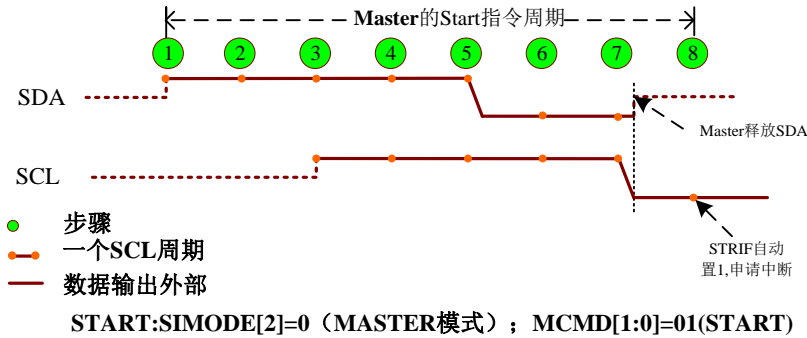 Master的Start指令周期
1 2 3 4 5 6 7 8
SDA
Master释放SDA
SCL
STRIF自动
置1,申请中断
步骤
一个SCL周期
数据输出外部
START:SIMODE[2]=0（MASTER模式）；MCMD[1:0]=01(START)